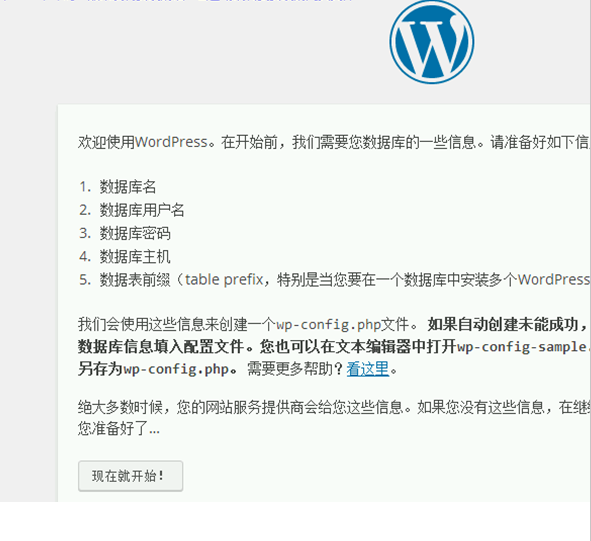 欢迎使用WordPress。在开始前，我们需要您数据库的一些信息。请准备好如下信
1. 数据库名
2. 数据库用户名
3. 数据库密码
4. 数据库主机
5. 数据表前缀（table prefix，特别是当您要在一个数据库中安装多个WordPress
我们会使用这些信息来创建一个wp-config.php文件。 如果自动创建未能成功，
数据库信息填入配置文件。您也可以在文本编辑器中打开wp-config-sample.
另存为wp-config.php。 需要更多帮助？看这里。
绝大多数时候，您的网站服务提供商会给您这些信息。如果您没有这些信息，在继
您准备好了...
现在就开始！